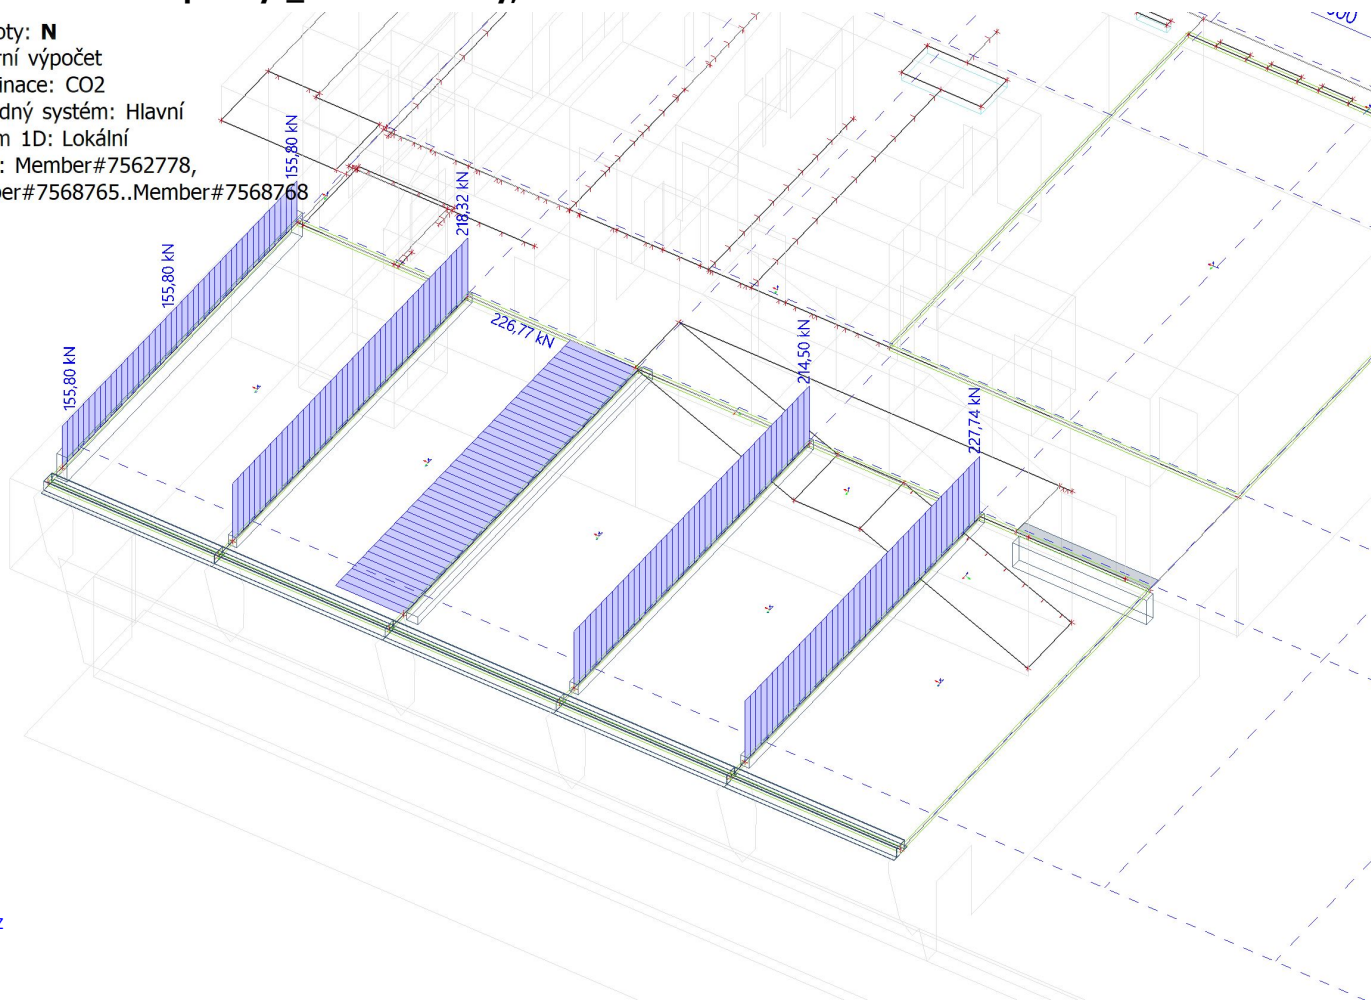 oty: N
rní výpočet
inace: CO2
dný systém: Hlavní
m 1D: Lokální
: Member#7562778,
er#7568765..Member#7568768
155,80 kN
155,80 kN
155,80 kN
218,32 kN
226,77 kN
214,50 kN
227,74 kN
z